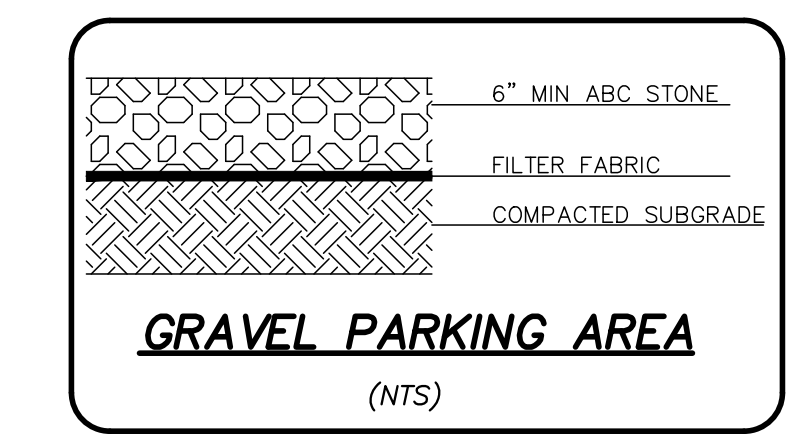 6” MIN ABC STONE
FILTER FABRIC
COMPACTED SUBGRADE
GRAVEL PARKING AREA
(NTS)